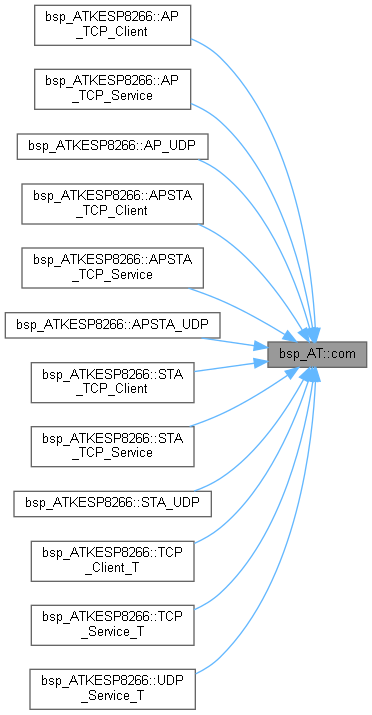 bsp_ATKESP8266::AP
_TCP_Client
bsp_ATKESP8266::AP
_TCP_Service
bsp_ATKESP8266::AP_UDP
bsp_ATKESP8266::APSTA
_TCP_Client
bsp_ATKESP8266::APSTA
_TCP_Service
bsp_ATKESP8266::APSTA_UDP
bsp_AT::com
bsp_ATKESP8266::STA
_TCP_Client
bsp_ATKESP8266::STA
_TCP_Service
bsp_ATKESP8266::STA_UDP
bsp_ATKESP8266::TCP
_Client_T
bsp_ATKESP8266::TCP
_Service_T
bsp_ATKESP8266::UDP
_Service_T